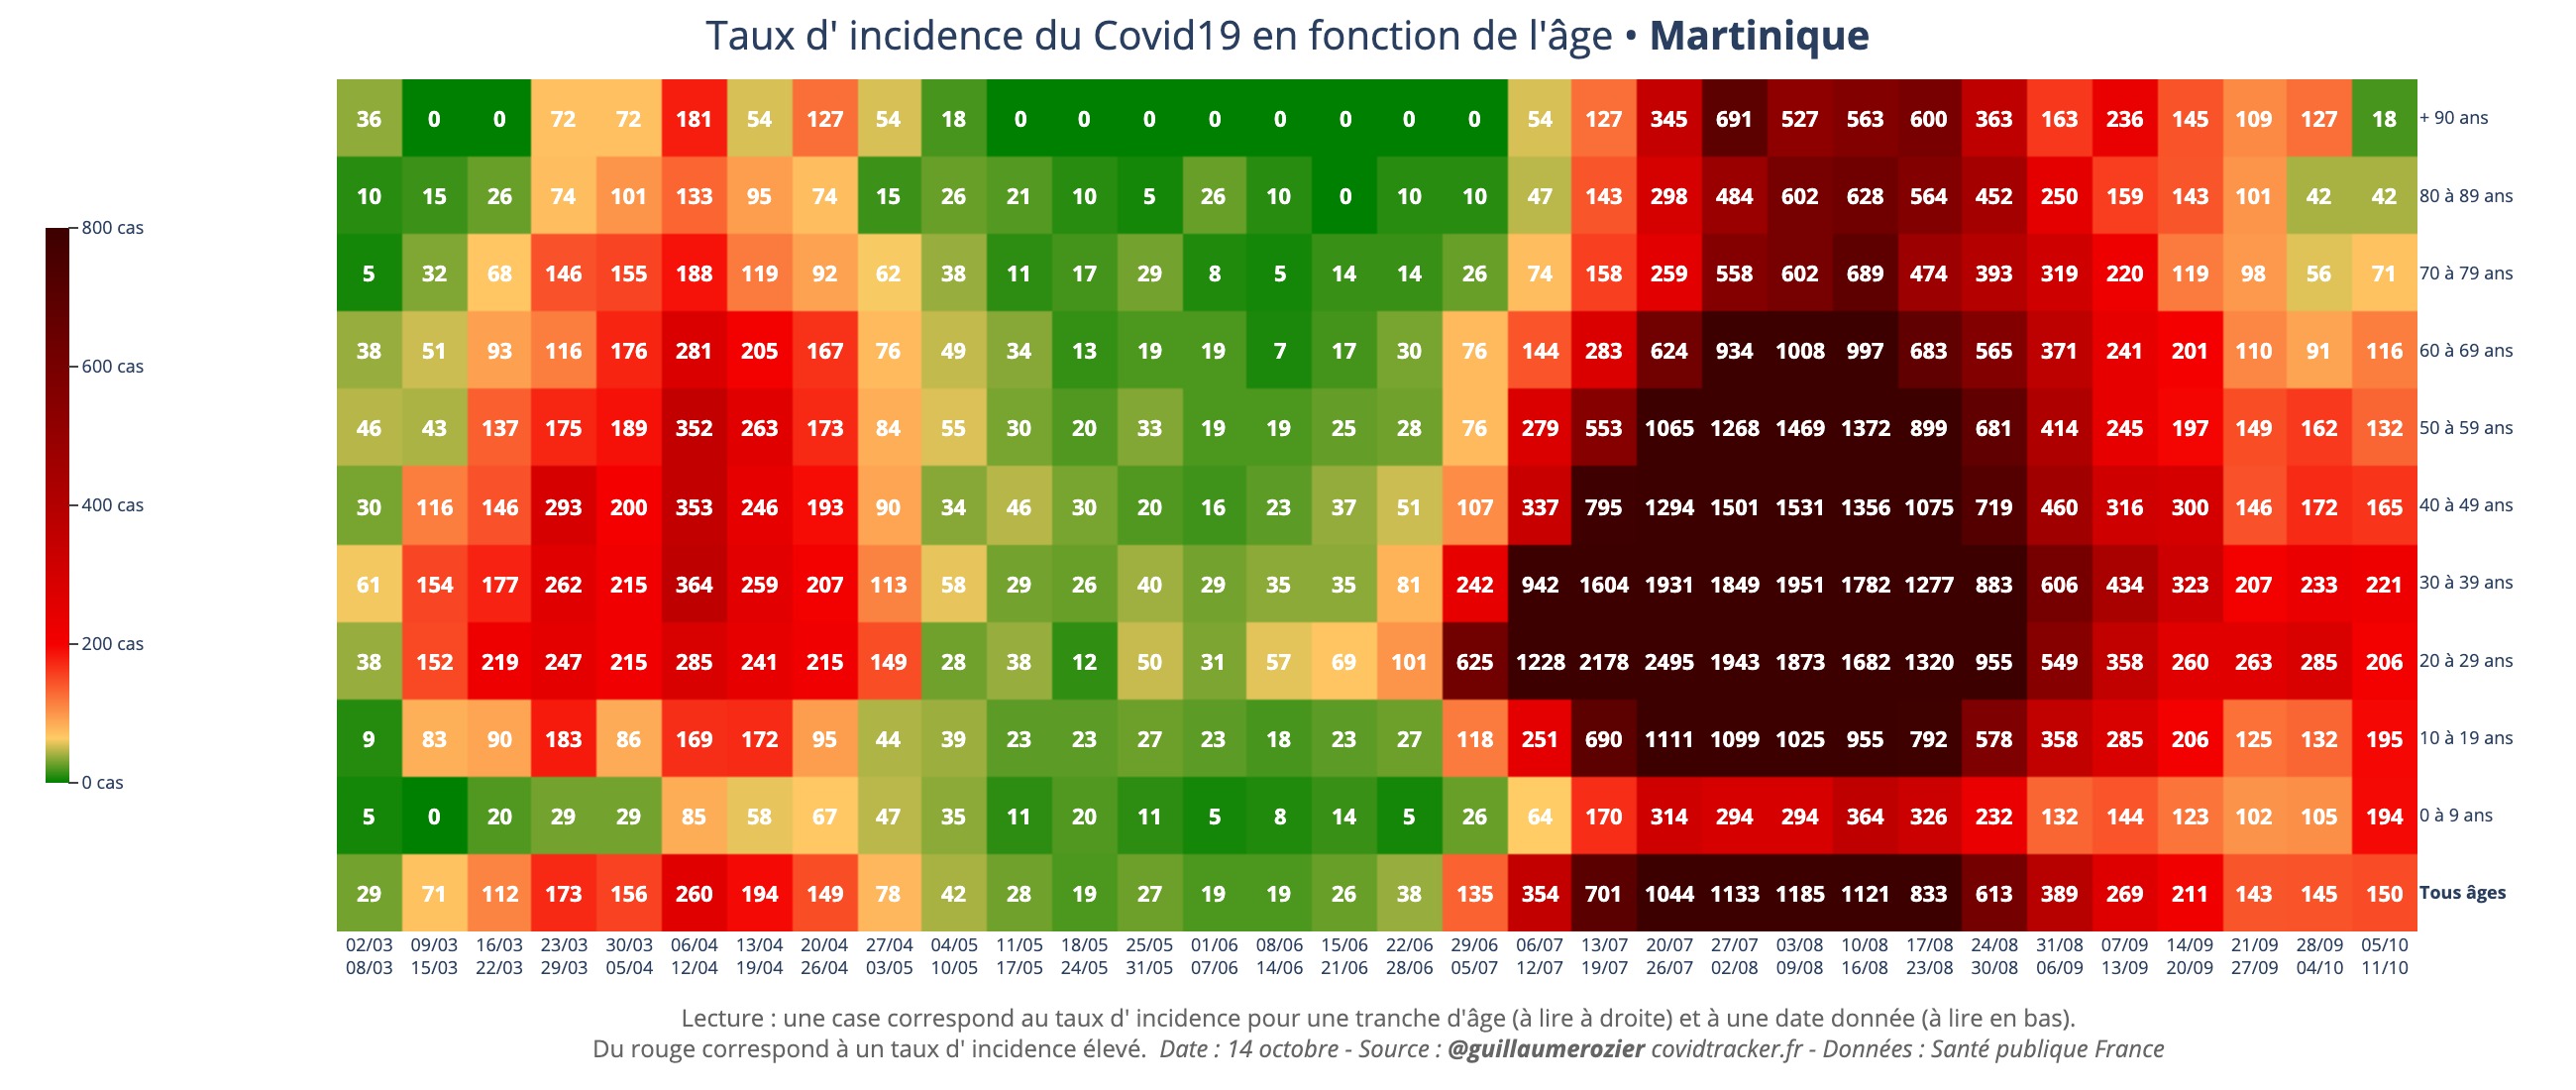 Taux d' incidence du Covid19 en fonction de l'âge • Martinique
800 cas
600 cas
400 cas
200 cas
0 cas
36 0 0 72 72 181 54 127 54 18 0 0 0 0 0 0 0 0 54 127 345 691 527 563 600 363 163 236 145 109 127 18 + 90 ans
10 15 26 74 101 133 95 74 15 26 21 10 5 26 10 0 10 10 47 143 298 484 602 628 564 452 250 159 143 101 42 42 80 à 89 ans
5 32 68 146 155 188 119 92 62 38 11 17 29 8 5 14 14 26 74 158 259 558 602 689 474 393 319 220 119 98 56 71 70 à 79 ans
38 51 93 116 176 281 205 167 76 49 34 13 19 19 7 17 30 76 144 283 624 934 1008 997 683 565 371 241 201 110 91 116 60 à 69 ans
46 43 137 175 189 352 263 173 84 55 30 20 33 19 19 25 28 76 279 553 1065 1268 1469 1372 899 681 414 245 197 149 162 132 50 à 59 ans
30 116 146 293 200 353 246 193 90 34 46 30 20 16 23 37 51 107 337 795 1294 1501 1531 1356 1075 719 460 316 300 146 172 165 40 à 49 ans
61 154 177 262 215 364 259 207 113 58 29 26 40 29 35 35 81 242 942 1604 1931 1849 1951 1782 1277 883 606 434 323 207 233 221 30 à 39 ans
38 152 219 247 215 285 241 215 149 28 38 12 50 31 57 69 101 625 1228 2178 2495 1943 1873 1682 1320 955 549 358 260 263 285 206 20 à 29 ans
9 83 90 183 86 169 172 95 44 39 23 23 27 23 18 23 27 118 251 690 1111 1099 1025 955 792 578 358 285 206 125 132 195 10 à 19 ans
5 0 20 29 29 85 58 67 47 35 11 20 11 5 8 14 5 26 64 170 314 294 294 364 326 232 132 144 123 102 105 194 0 à 9 ans
29 71 112 173 156 260 194 149 78 42 28 19 27 19 19 26 38 135 354 701 1044 1133 1185 1121 833 613 389 269 211 143 145 150 Tous âges
02/03 09/03 16/03 23/03 30/03 06/04 13/04 20/04 27/04 04/05 11/05 18/05 25/05 01/06 08/06 15/06 22/06 29/06 06/07 13/07 20/07 27/07 03/08 10/08 17/08 24/08 31/08 07/09 14/09 21/09 28/09 05/10
08/03 15/03 22/03 29/03 05/04 12/04 19/04 26/04 03/05 10/05 17/05 24/05 31/05 07/06 14/06 21/06 28/06 05/07 12/07 19/07 26/07 02/08 09/08 16/08 23/08 30/08 06/09 13/09 20/09 27/09 04/10 11/10
Lecture : une case correspond au taux d' incidence pour une tranche d'âge (à lire à droite) et à une date donnée (à lire en bas).
Du rouge correspond à un taux d' incidence élevé. Date : 14 octobre - Source : @guillaumerozier covidtracker.fr - Données : Santé publique France